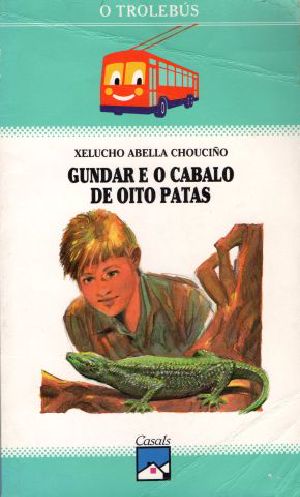 O TROLEBÚS
XELUCHO ABELLA CHOUCIÑO
GUNDAR E O CABALO
DE OITO PATAS
Casals